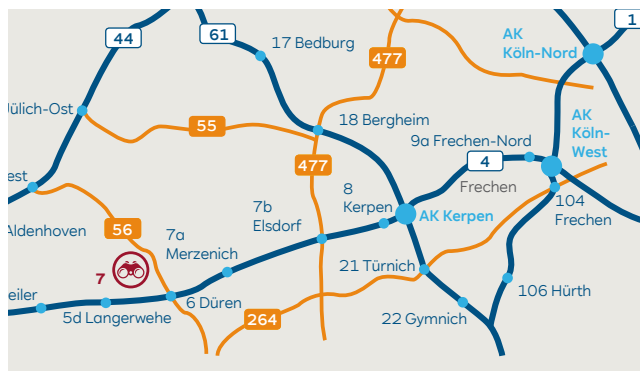 1
44
61
AK
Köln-Nord
17 Bedburg
477
Jülich-Ost
55
18 Bergheim
AK
Köln-
West
9a Frechen-Nord
477
4
est
Frechen
8
Kerpen
104
Frechen
7b
Elsdorf
AK Kerpen
56
Aldenhoven
7a
Merzenich
7
21 Türnich
106 Hürth
eiler
6 Düren
5d Langerwehe
264
22 Gymnich